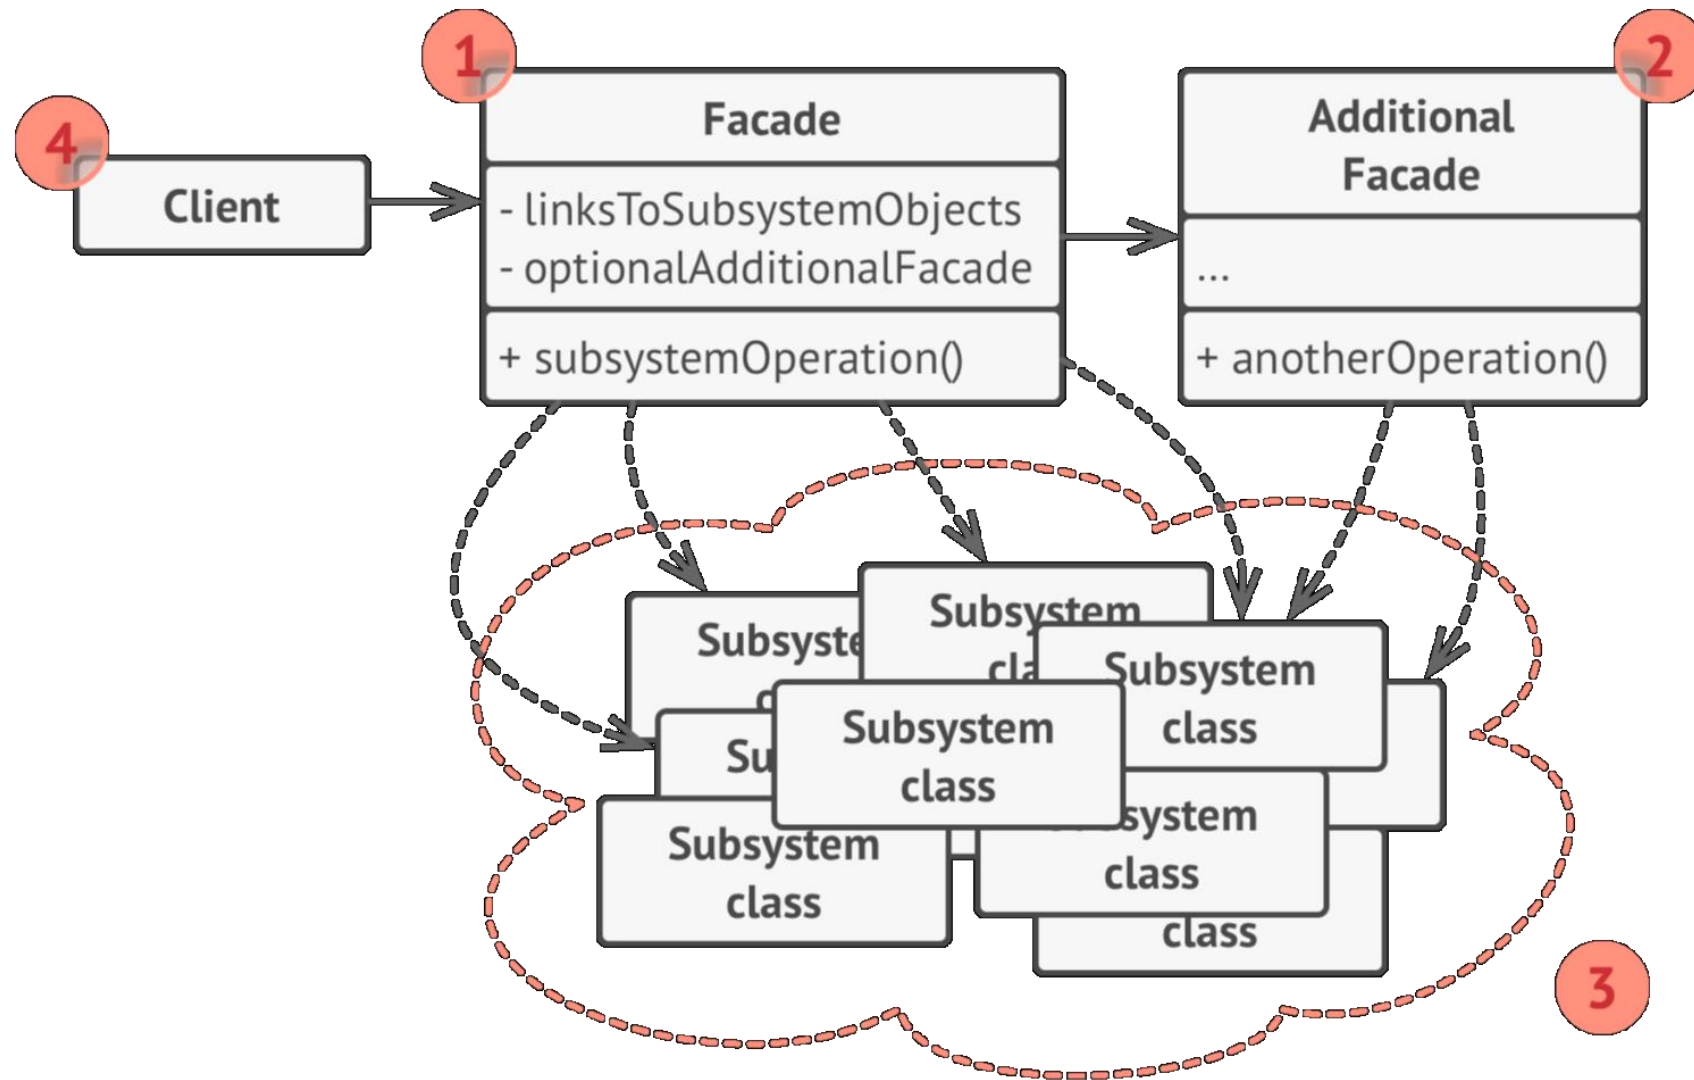 1
2
4
Facade
Additional
Facade
Client
- linksToSubsystemObjects
- optionalAdditionalFacade
...
+ subsystemOperation()
+ anotherOperation()
Subsystem
Subsystem
class
Subsystem
class
Subsystem
class
class
class
3